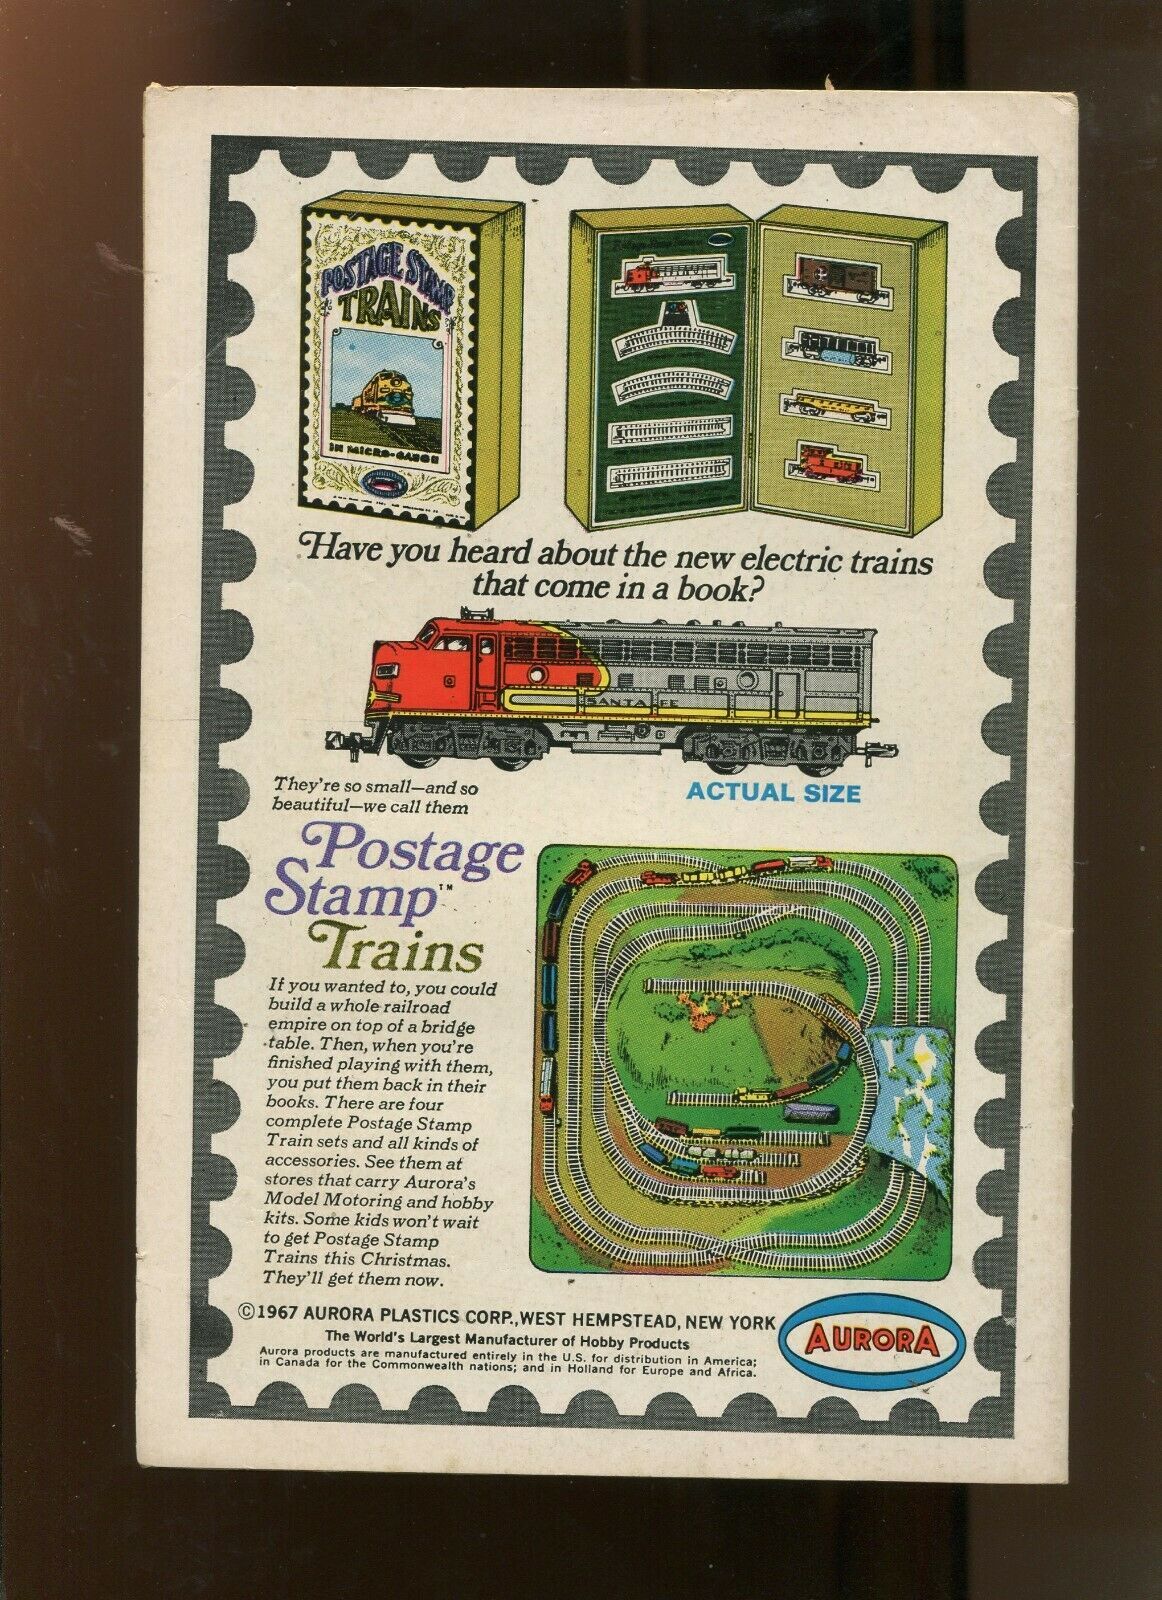 POSTAGE STAMP
TRAINS
IN MICRO-GAUGE
Postage Stamp Trains
Have you heard about the new electric trains
that come in a book?
SANTA FE
ACTUAL SIZE
They're so small—and so
beautiful—we call them
Postage
Stamp™
Trains
If you wanted to, you could
build a whole railroad
empire on top of a bridge
table. Then, when you're
finished playing with them,
you put them back in their
books. There are four
complete Postage Stamp
Train sets and all kinds of
accessories. See them at
stores that carry Aurora's
Model Motoring and hobby
kits. Some kids won't wait
to get Postage Stamp
Trains this Christmas.
They'll get them now.
©1967 AURORA PLASTICS CORP., WEST HEMPSTEAD, NEW YORK
The World's Largest Manufacturer of Hobby Products
Aurora products are manufactured entirely in the U.S. for distribution in America;
in Canada for the Commonwealth nations; and in Holland for Europe and Africa.
AURORA